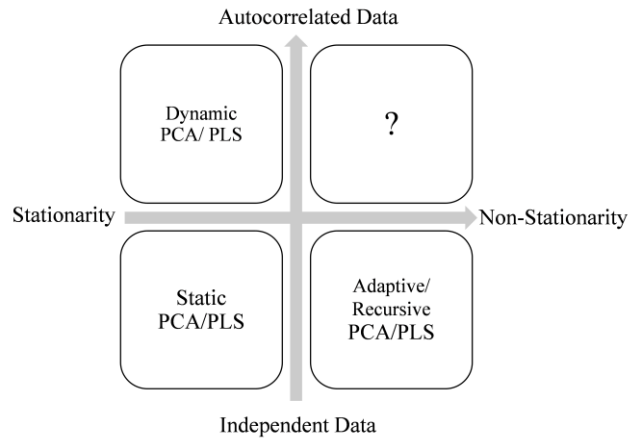 Autocorrelated Data
Dynamic
PCA/ PLS
?
Stationarity
Non-Stationarity
Static
PCA/PLS
Adaptive/
Recursive
PCA/PLS
Independent Data